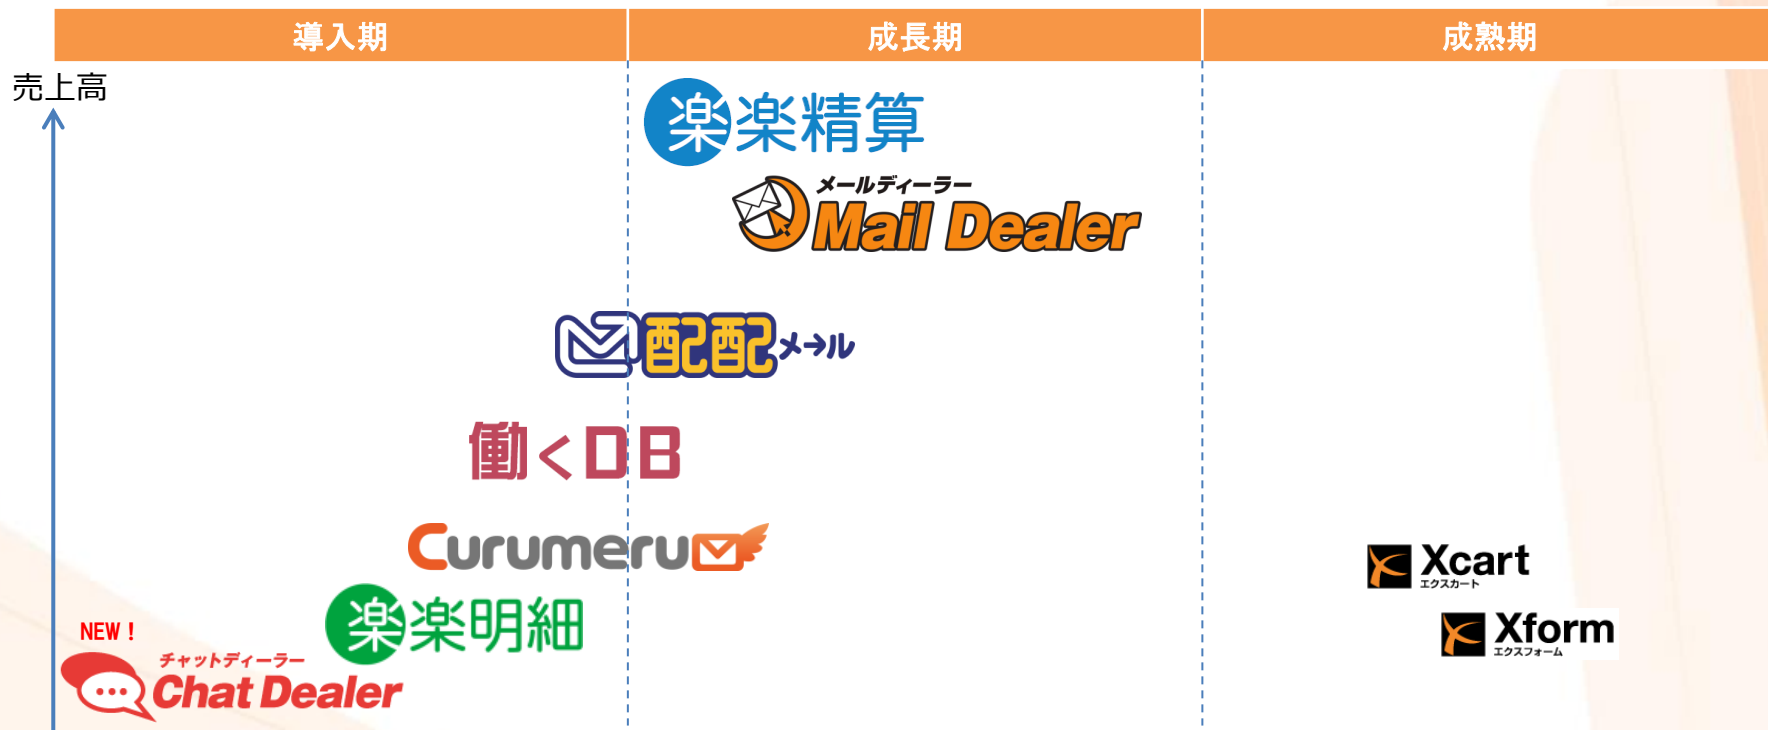 導入期
成長期
成熟期
売上高
楽楽精算
メールディーラー
Mail Dealer
配配メール
働くDB
Curumeru
楽楽明細
NEW！
チャットディーラー
Chat Dealer
Xcart
エクスカート
Xform
エクスフォーム